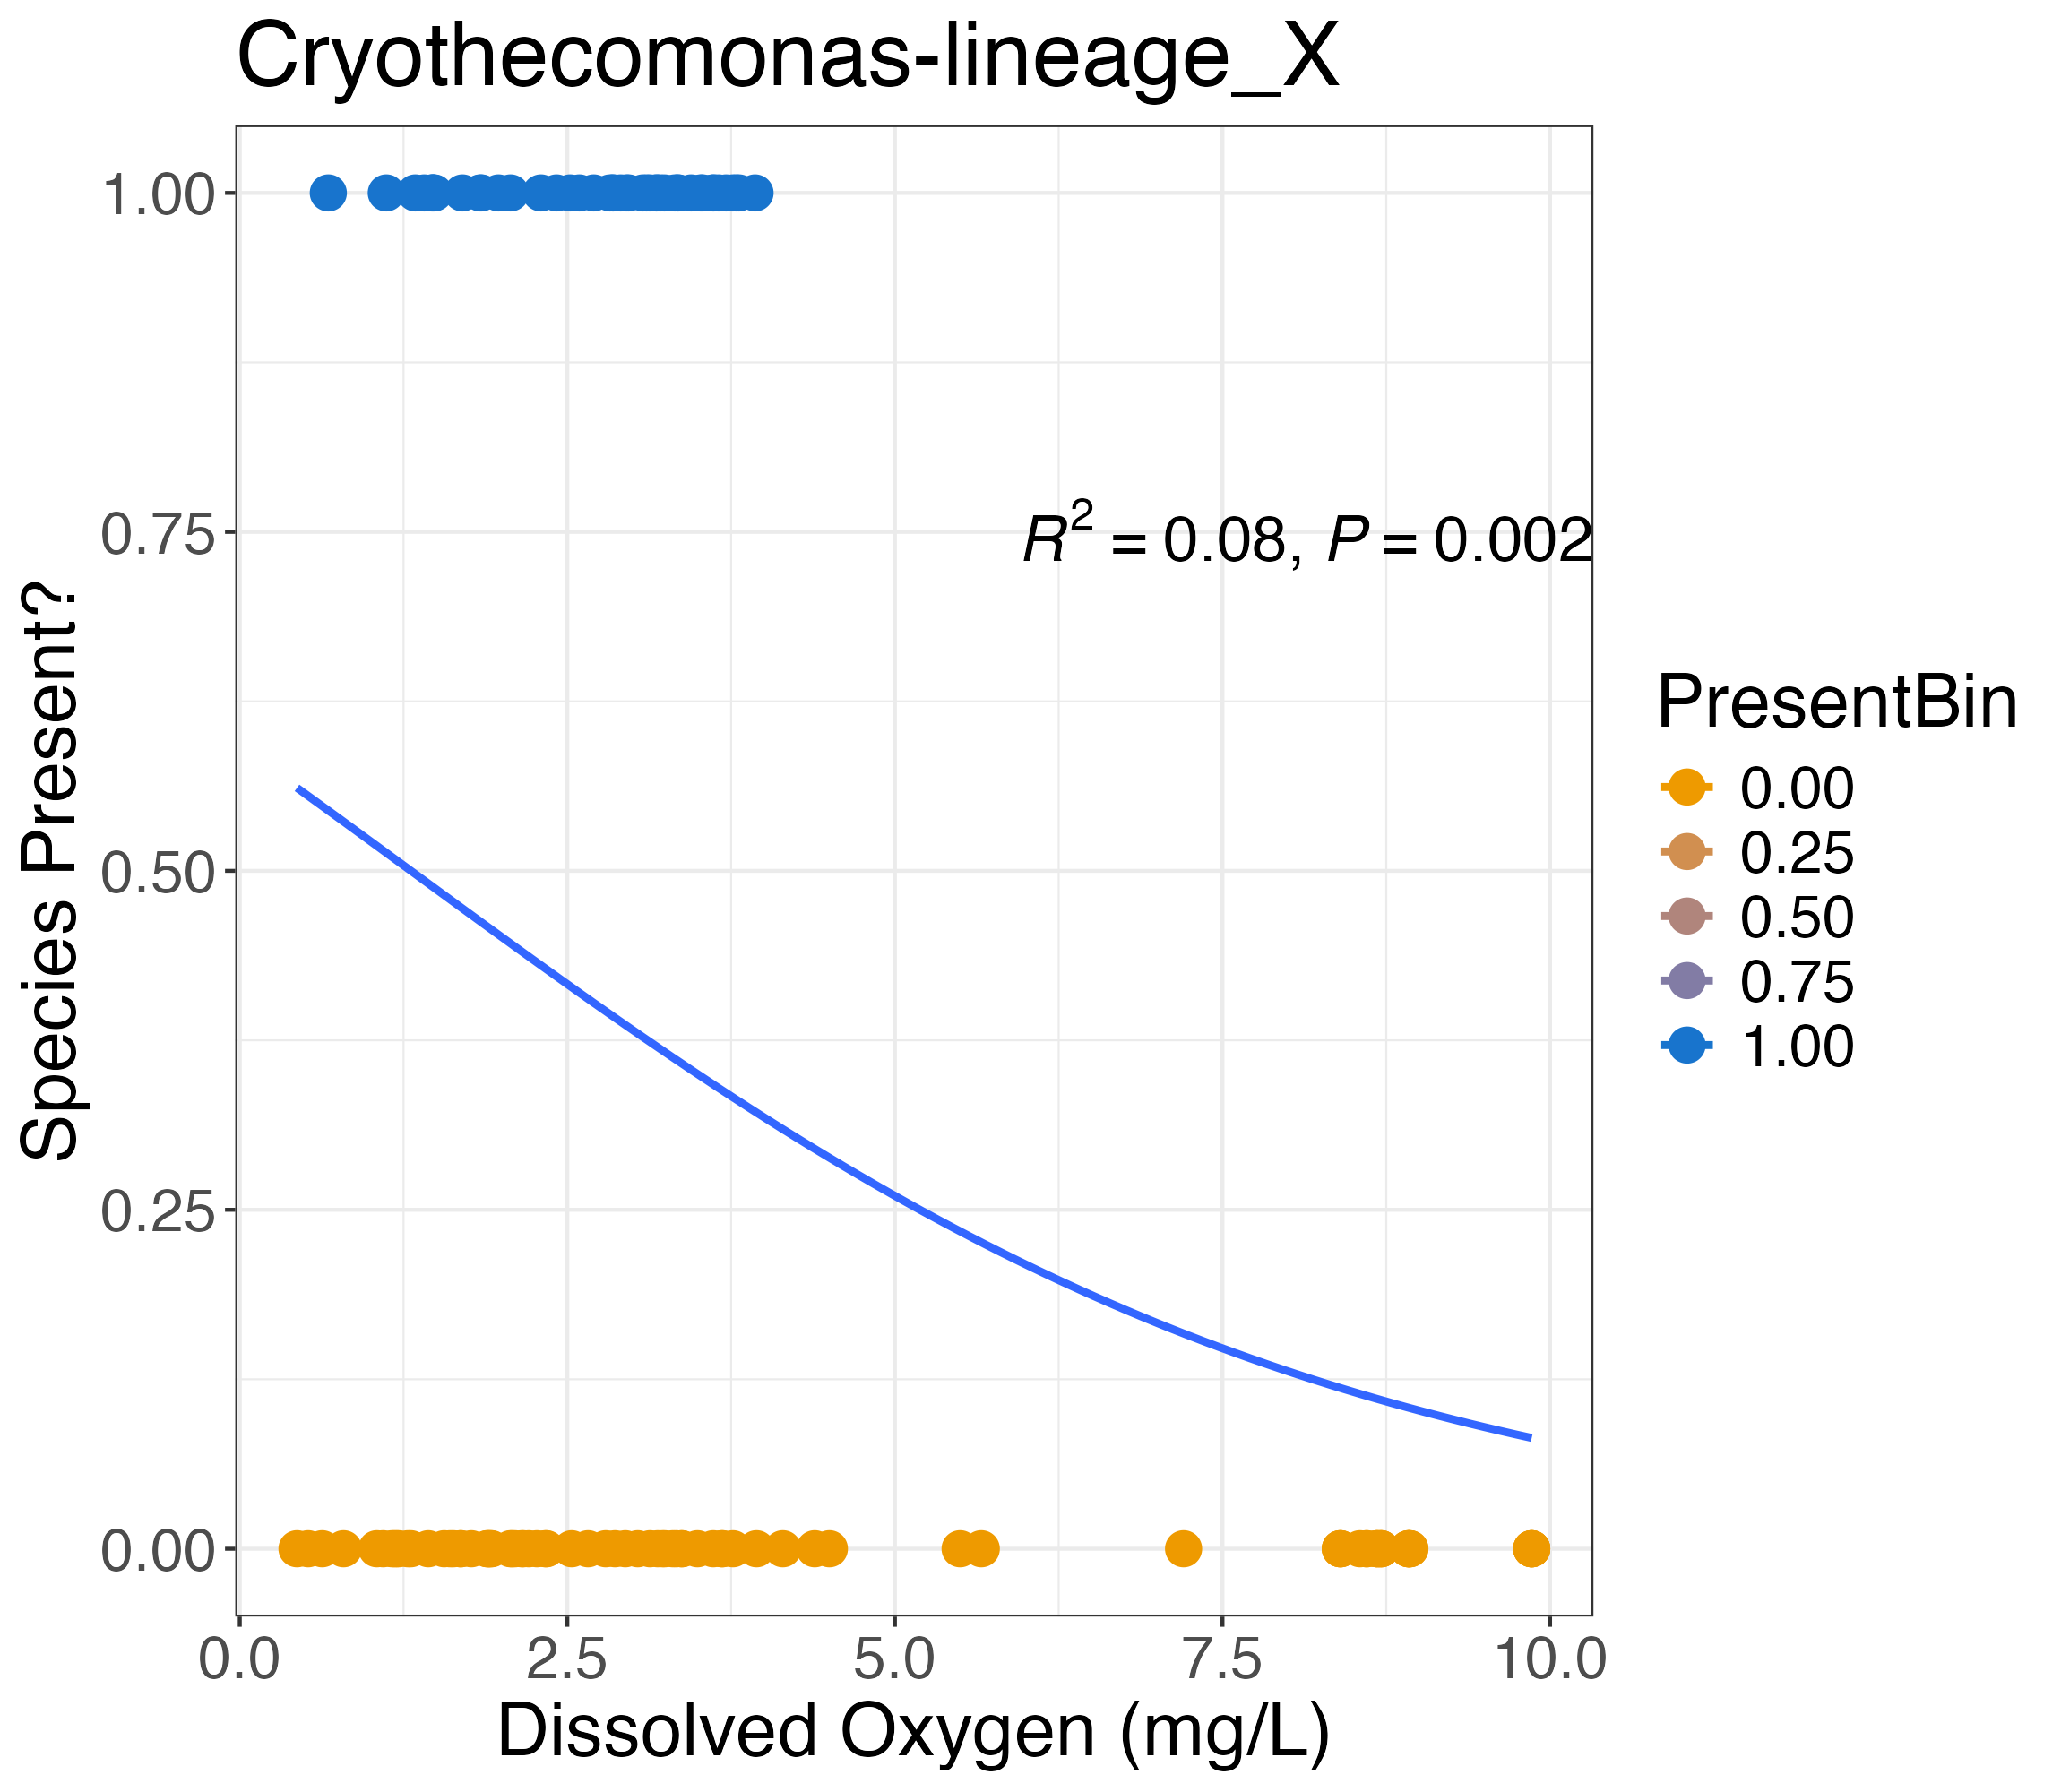 Cryothecomonas-lineage_X
1.00
0.75
0.50
0.25
0.00
Species Present?
R² = 0.08, P = 0.002
0.0 2.5 5.0 7.5 10.0
Dissolved Oxygen (mg/L)
PresentBin
0.00
0.25
0.50
0.75
1.00